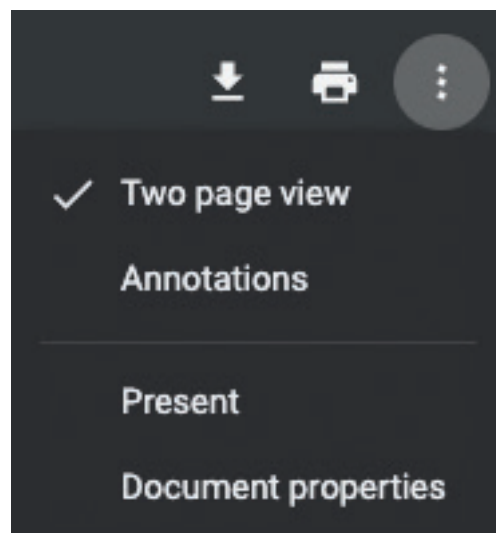 Two page view
Annotations
Present
Document properties